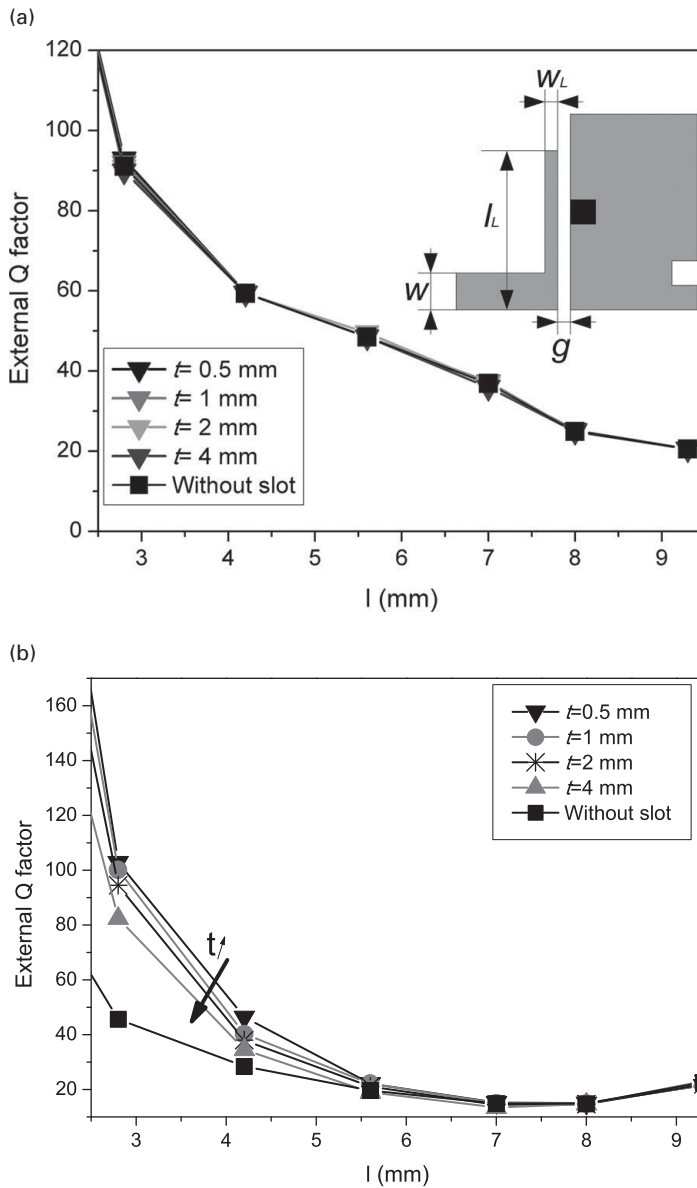 (a)
120
100
80
60
40
20
0
External Q factor
w_L
l_L
w
g
t= 0.5 mm
t= 1 mm
t= 2 mm
t= 4 mm
Without slot
3 4 5 6 7 8 9
l (mm)
(b)
160
140
120
100
80
60
40
20
External Q factor
t
t=0.5 mm
t=1 mm
t=2 mm
t=4 mm
Without slot
3 4 5 6 7 8 9
l (mm)